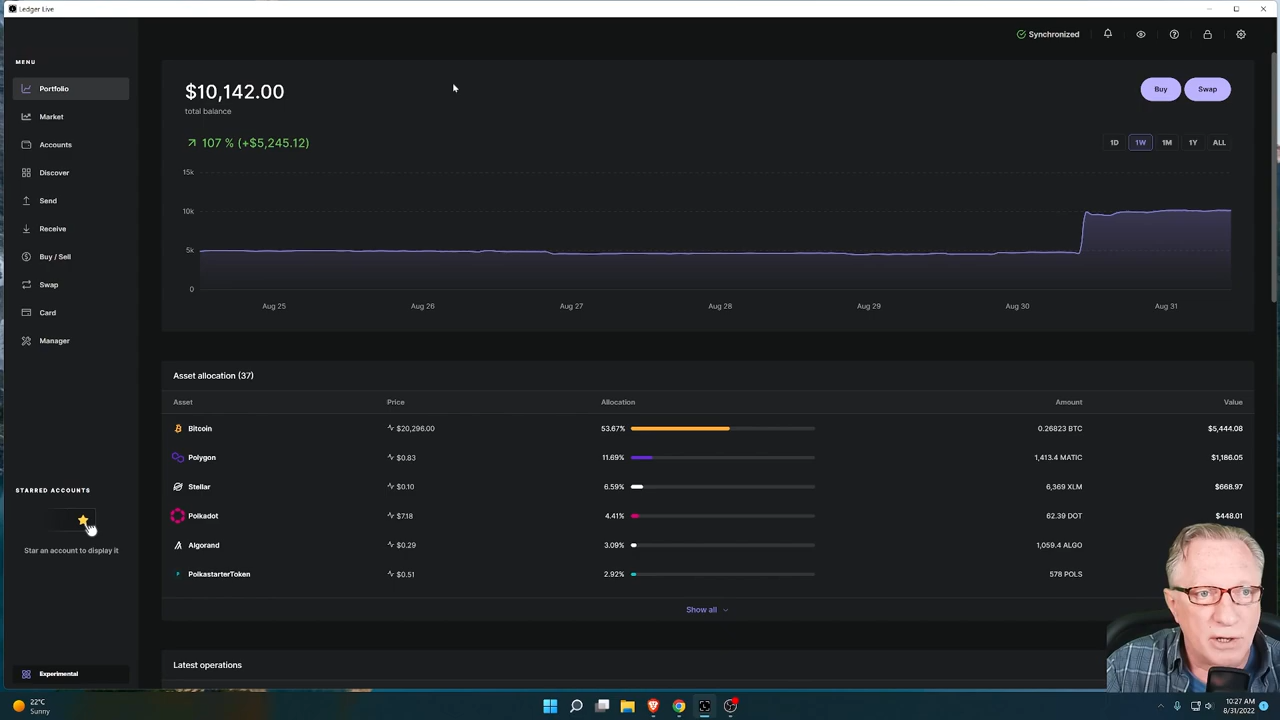 Ledger Live
Synchronized
MENU
Portfolio
Market
Accounts
Discover
Send
Receive
Buy / Sell
Swap
Card
Manager
STARRED ACCOUNTS
Star an account to display it
Experimental
$10,142.00
total balance
Buy Swap
107 % (+$5,245.12)
1D 1W 1M 1Y ALL
15k
10k
5k
0
Aug 25 Aug 26 Aug 27 Aug 28 Aug 29 Aug 30 Aug 31
Asset allocation (37)
Asset Price Allocation Amount Value
Bitcoin $20,296.00 53.67% 0.26823 BTC $5,444.08
Polygon $0.83 11.69% 1,413.4 MATIC $1,186.05
Stellar $0.10 6.59% 6,369 XLM $668.97
Polkadot $7.18 4.41% 62.39 DOT $448.01
Algorand $0.29 3.09% 1,059.4 ALGO
PolkastarterToken $0.51 2.92% 578 POLS
Show all
Latest operations
22°C
Sunny
10:27 AM
8/31/2022